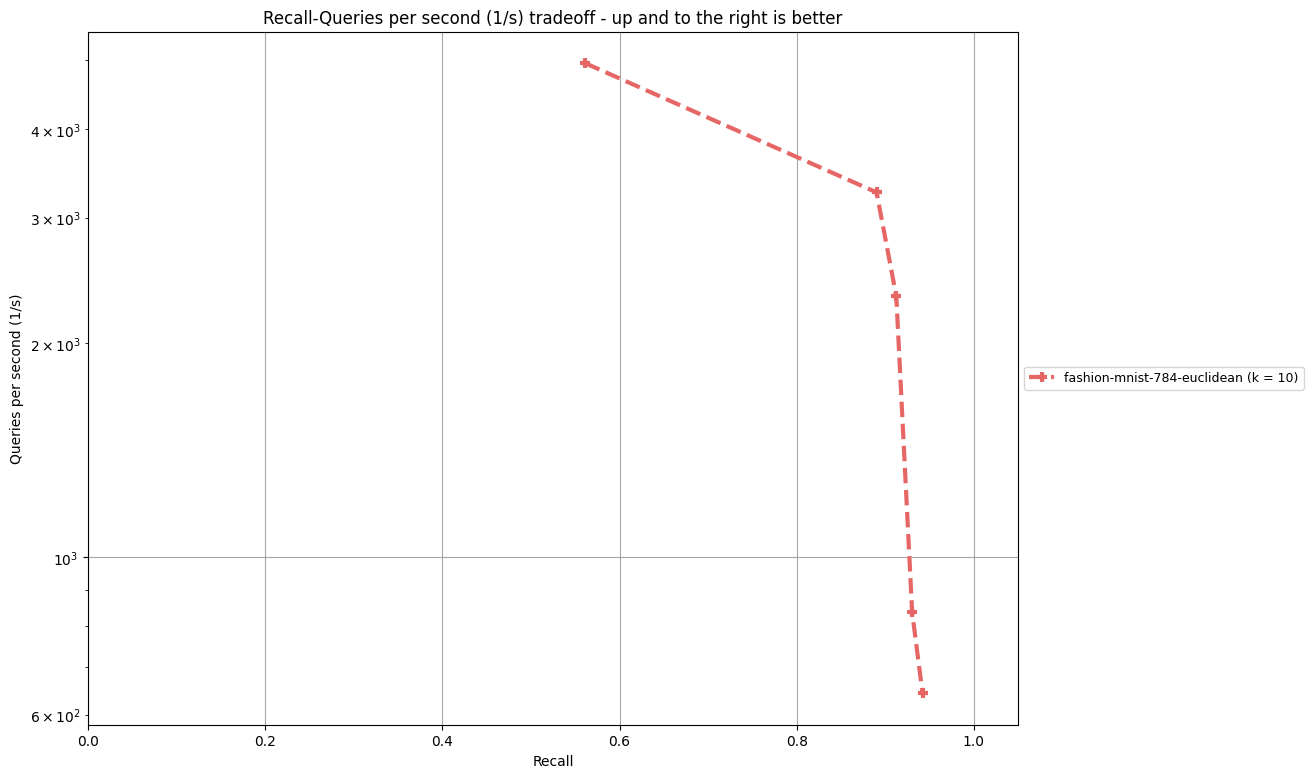 Recall-Queries per second (1/s) tradeoff - up and to the right is better
Queries per second (1/s)
4 × 10³
3 × 10³
2 × 10³
10³
6 × 10²
0.0 0.2 0.4 0.6 0.8 1.0
Recall
fashion-mnist-784-euclidean (k = 10)